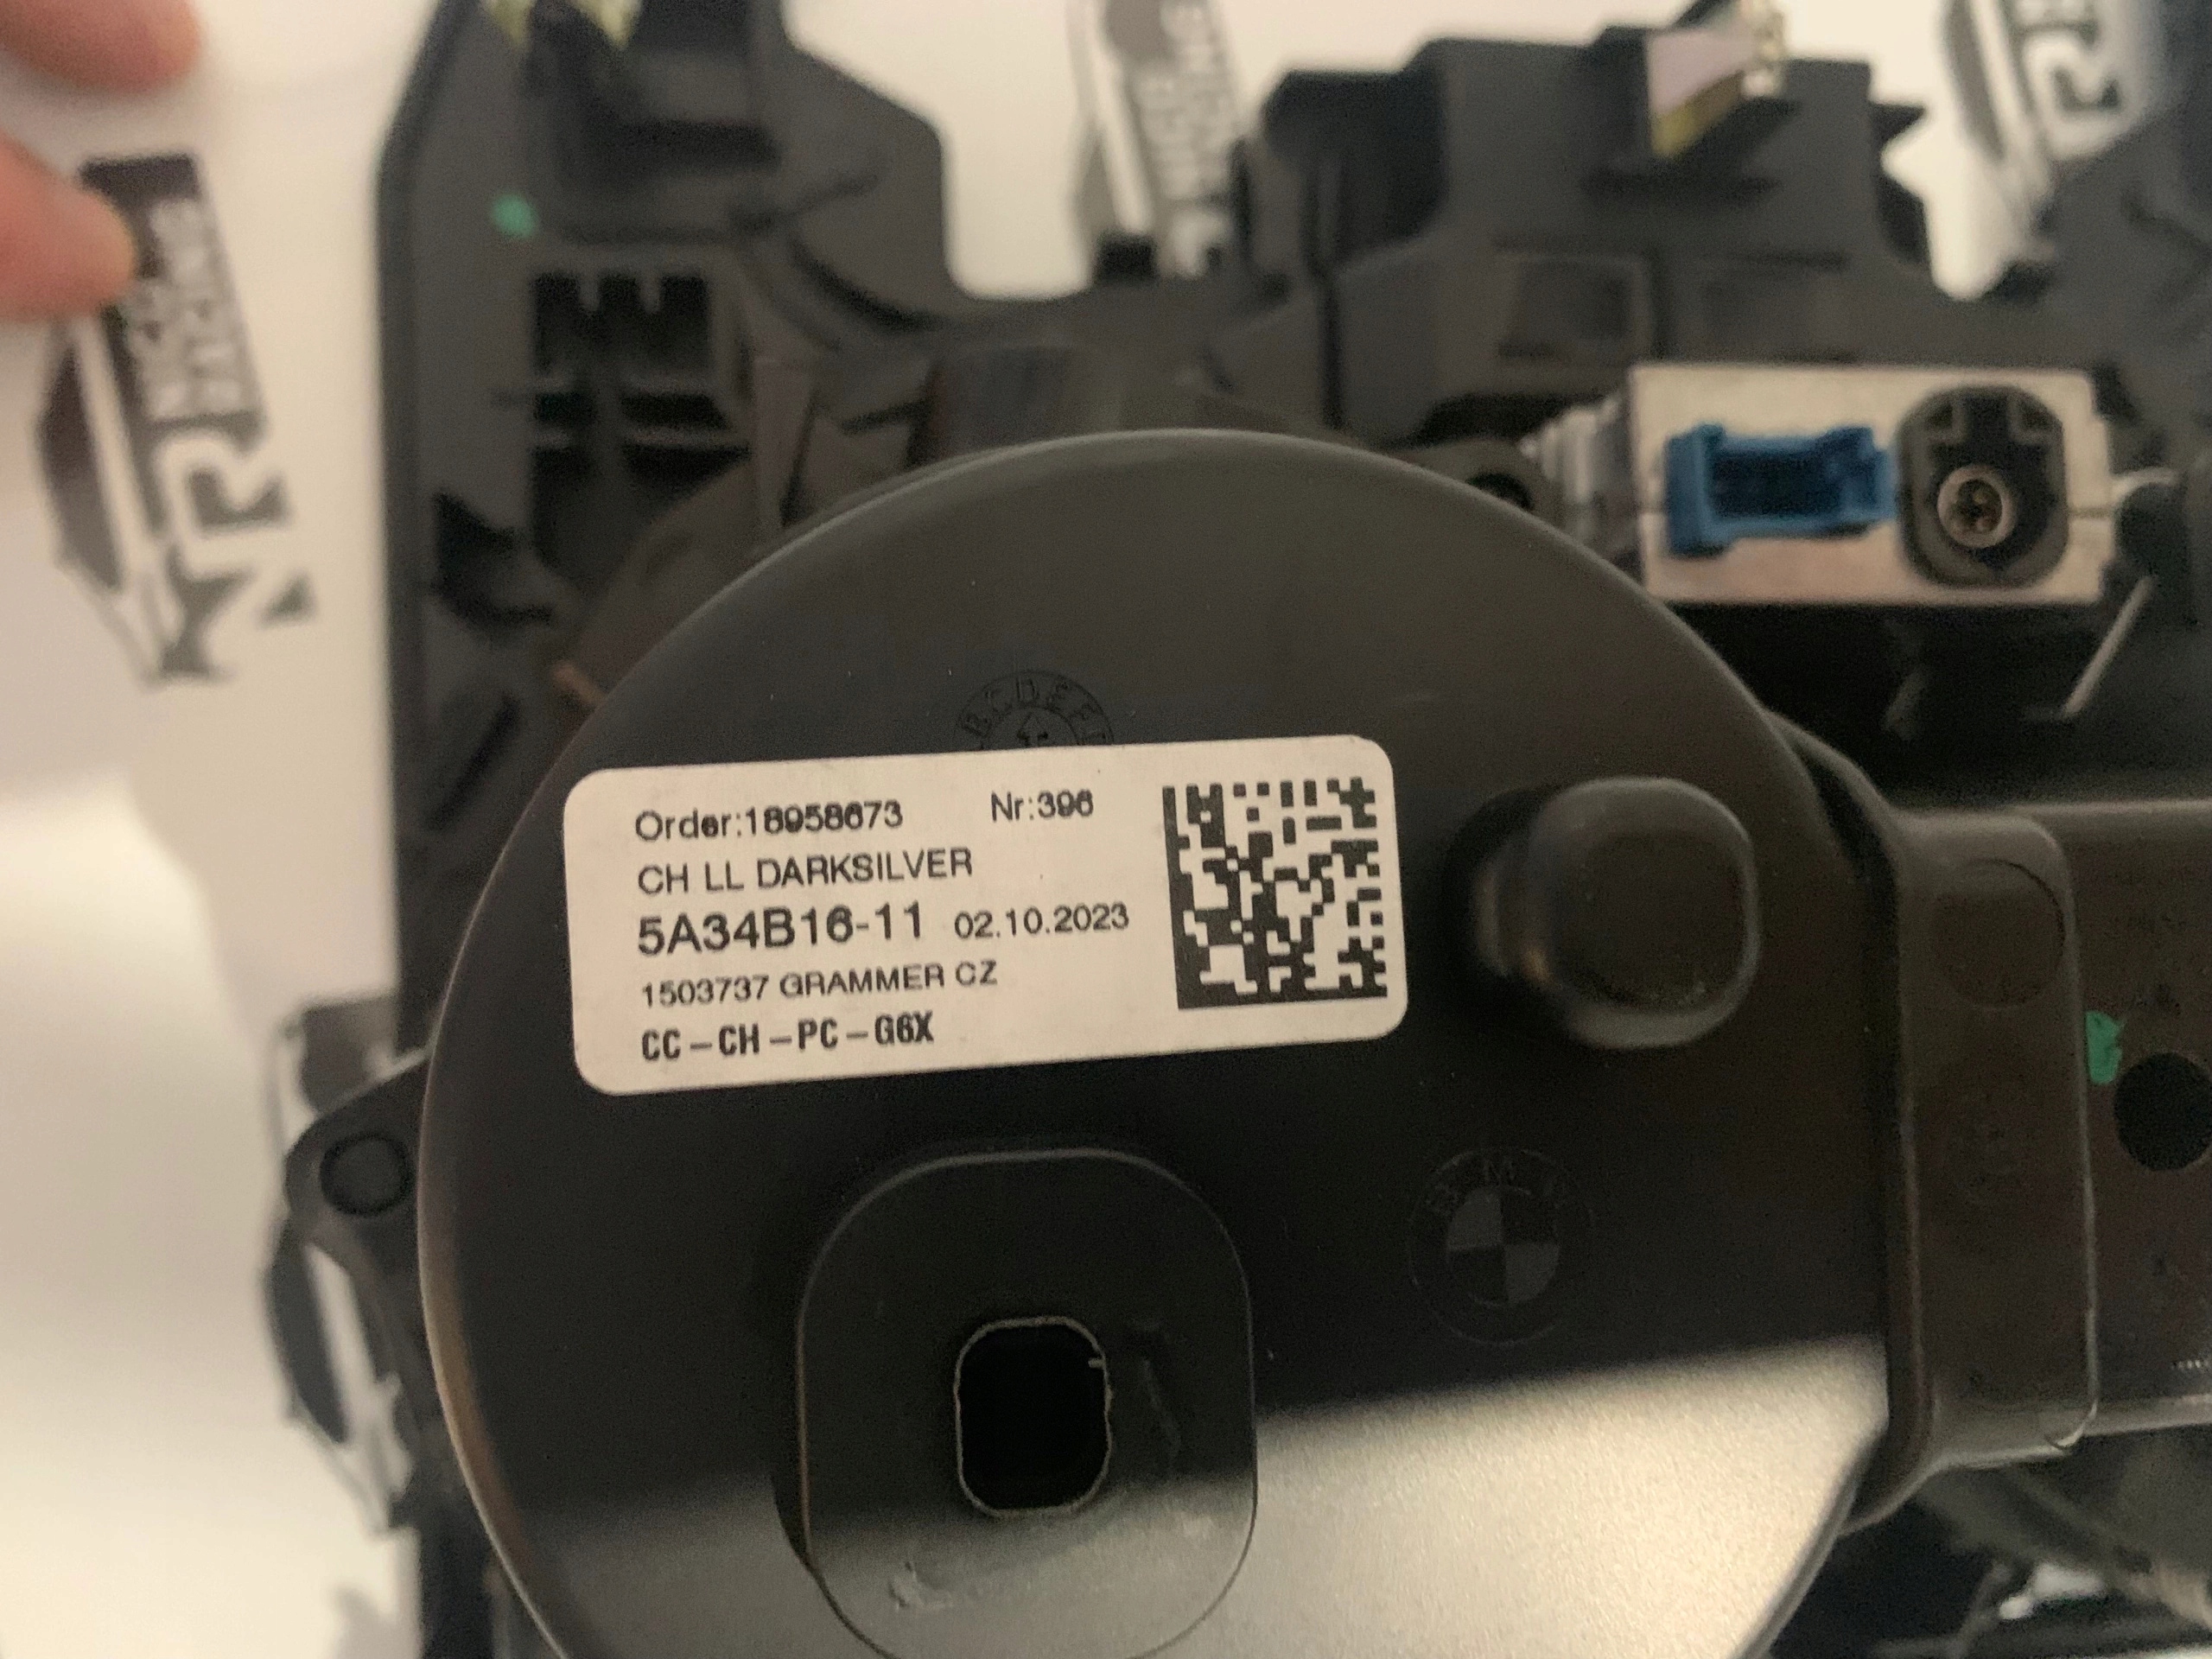 Order:18958673 Nr:396
CH LL DARKSILVER
5A34B16-11 02.10.2023
1503737 GRAMMER CZ
CC-CH-PC-G6X
BMW